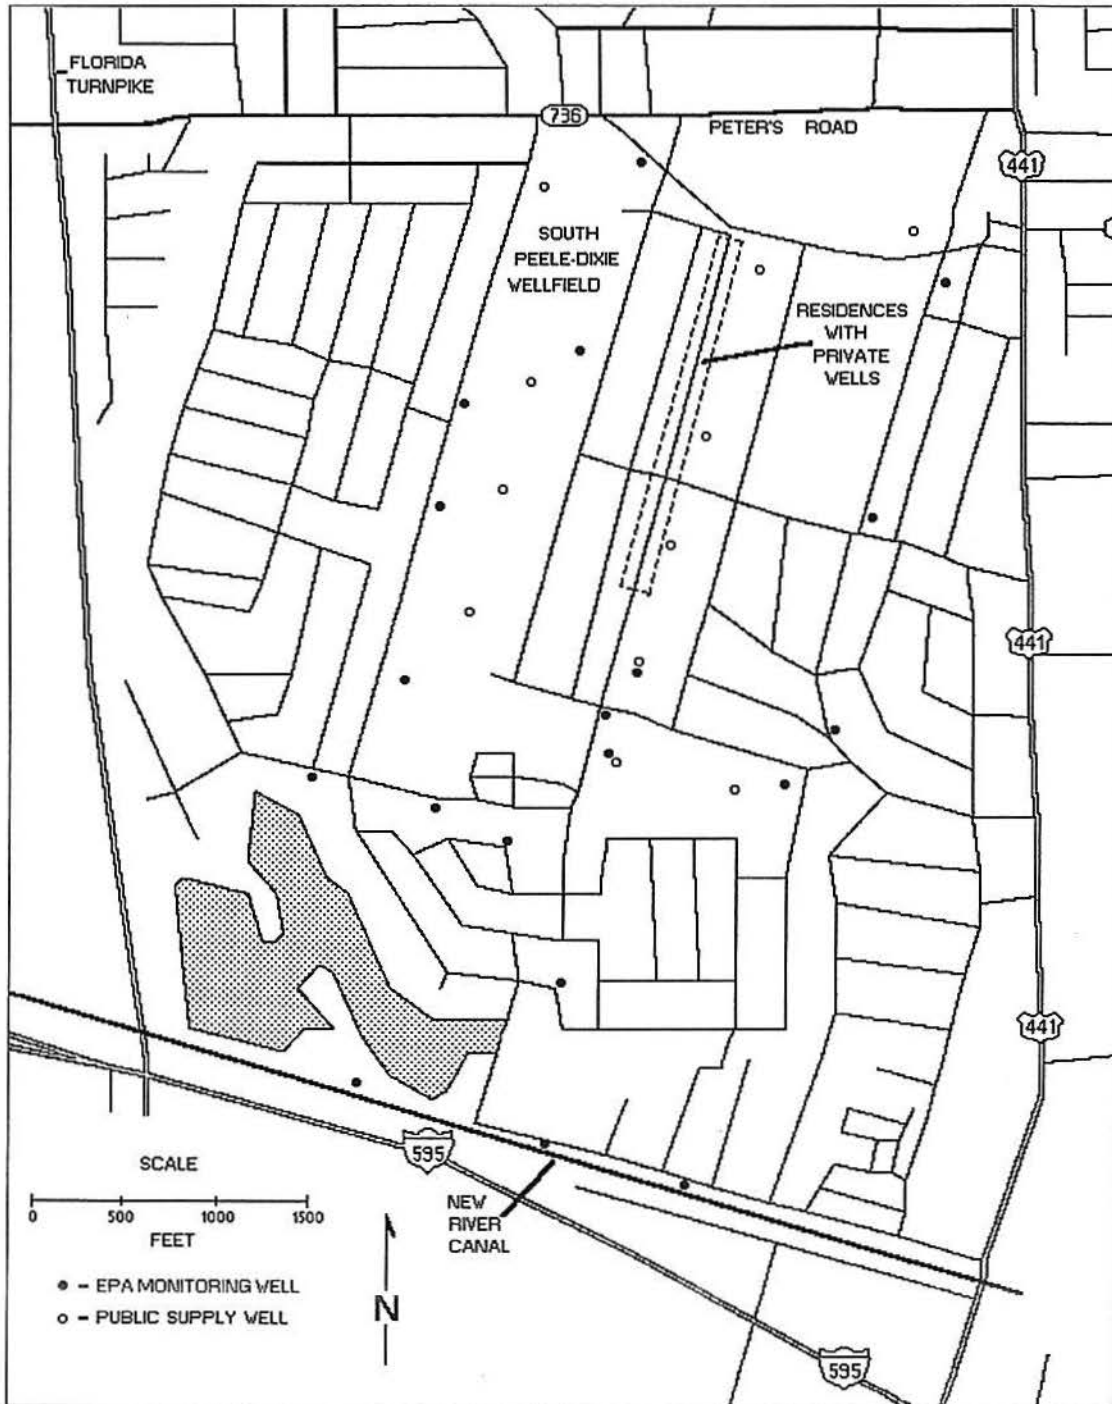 FLORIDA
TURNPIKE
736
PETER'S ROAD
441
SOUTH
PEELE-DIXIE
WELLFIELD
RESIDENCES
WITH
PRIVATE
WELLS
441
441
595
SCALE
0 500 1000 1500
FEET
NEW
RIVER
CANAL
N
● - EPA MONITORING WELL
○ - PUBLIC SUPPLY WELL
595